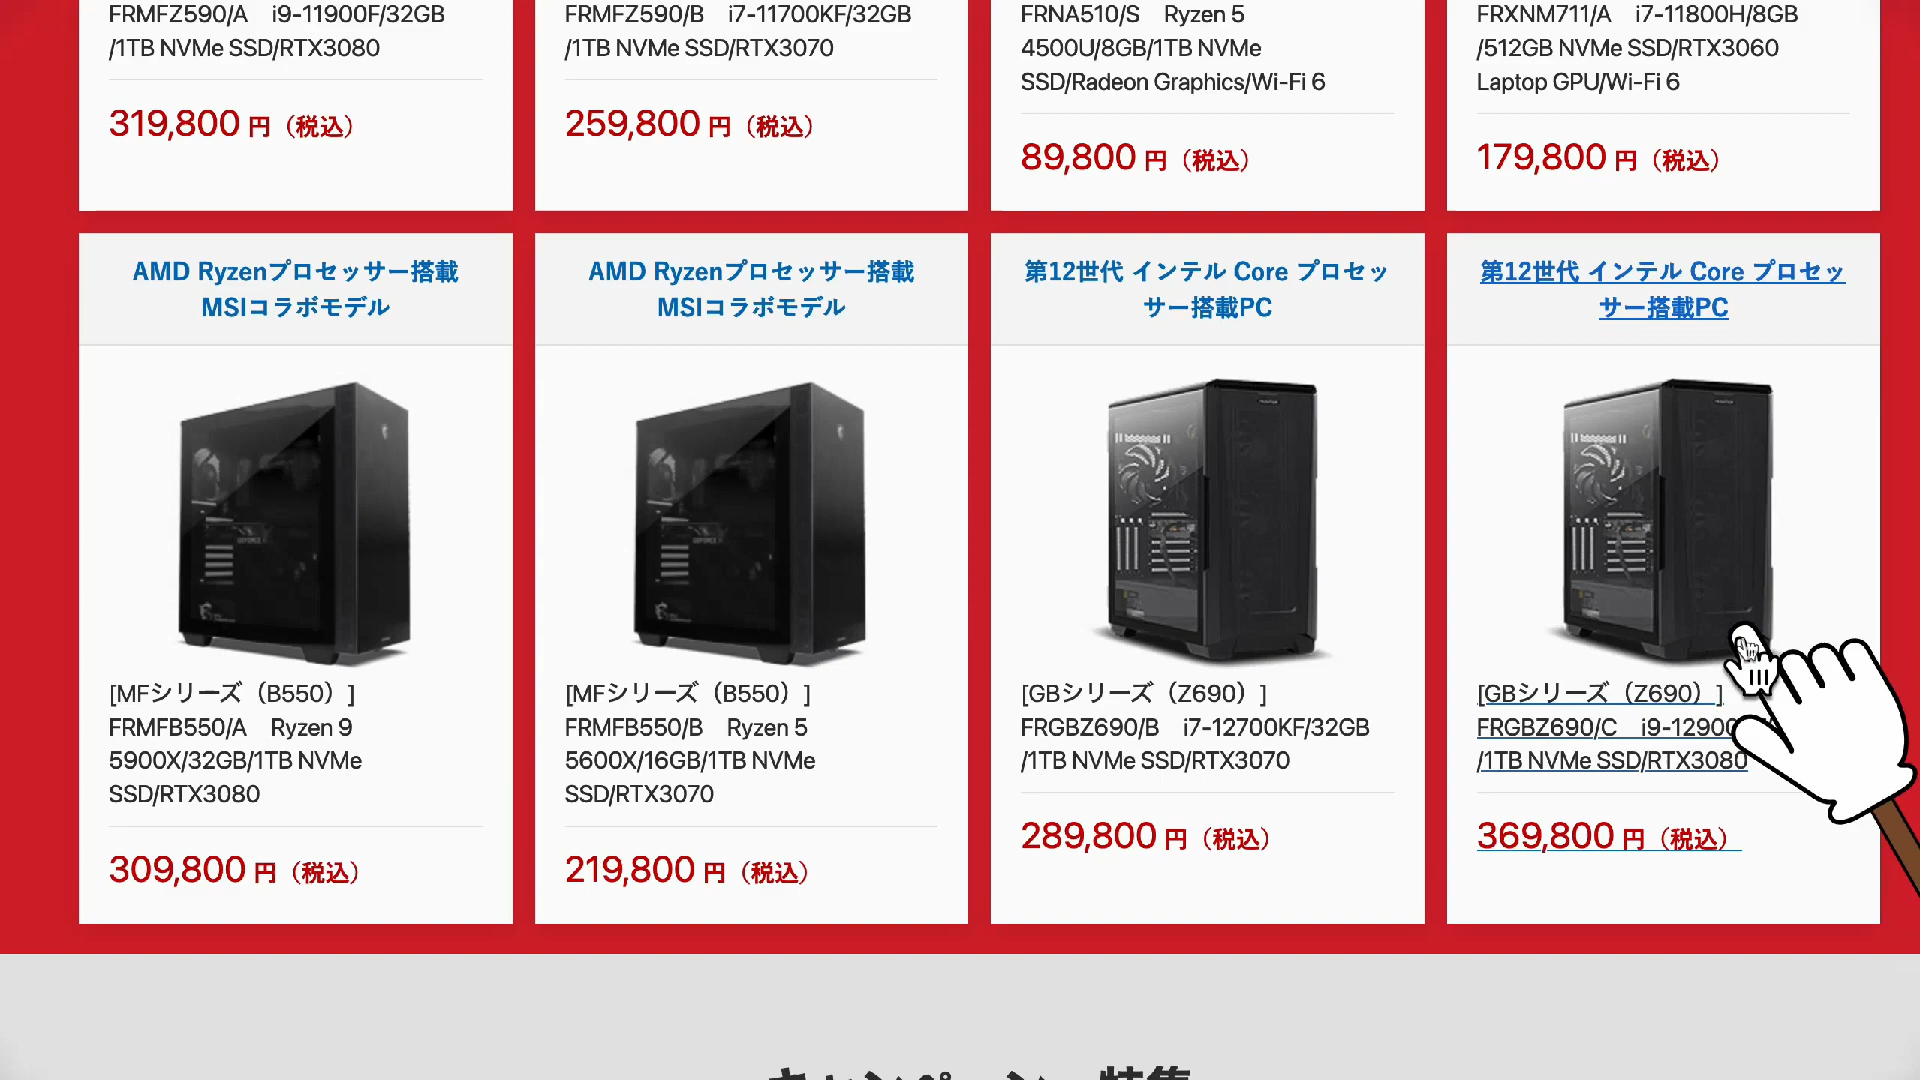 FRMFZ590/A　i9-11900F/32GB
/1TB NVMe SSD/RTX3080
319,800 円（税込）
FRMFZ590/B　i7-11700KF/32GB
/1TB NVMe SSD/RTX3070
259,800 円（税込）
FRNA510/S　Ryzen 5
4500U/8GB/1TB NVMe
SSD/Radeon Graphics/Wi-Fi 6
89,800 円（税込）
FRXNM711/A　i7-11800H/8GB
/512GB NVMe SSD/RTX3060
Laptop GPU/Wi-Fi 6
179,800 円（税込）
AMD Ryzenプロセッサー搭載
MSIコラボモデル
[MFシリーズ（B550）]
FRMFB550/A　Ryzen 9
5900X/32GB/1TB NVMe
SSD/RTX3080
309,800 円（税込）
AMD Ryzenプロセッサー搭載
MSIコラボモデル
[MFシリーズ（B550）]
FRMFB550/B　Ryzen 5
5600X/16GB/1TB NVMe
SSD/RTX3070
219,800 円（税込）
第12世代 インテル Core プロセッ
サー搭載PC
[GBシリーズ（Z690）]
FRGBZ690/B　i7-12700KF/32GB
/1TB NVMe SSD/RTX3070
289,800 円（税込）
第12世代 インテル Core プロセッ
サー搭載PC
[GBシリーズ（Z690）]
FRGBZ690/C　i9-12900
/1TB NVMe SSD/RTX3080
369,800 円（税込）